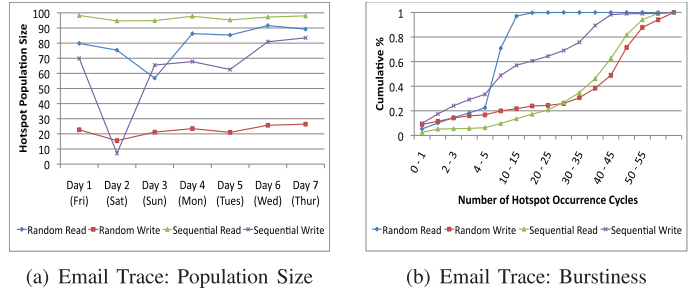 Hotspot Population Size
100
90
80
70
60
50
40
30
20
10
0
Day 1 Day 2 Day 3 Day 4 Day 5 Day 6 Day 7
(Fri) (Sat) (Sun) (Mon) (Tues) (Wed) (Thur)
Random Read Random Write Sequential Read Sequential Write
(a) Email Trace: Population Size
Cumulative %
1
0.8
0.6
0.4
0.2
0
0 - 1 2 - 3 4 - 5 10 - 15 20 - 25 30 - 35 40 - 45 50 - 55
Number of Hotspot Occurrence Cycles
Random Read Random Write Sequential Read Sequential Write
(b) Email Trace: Burstiness